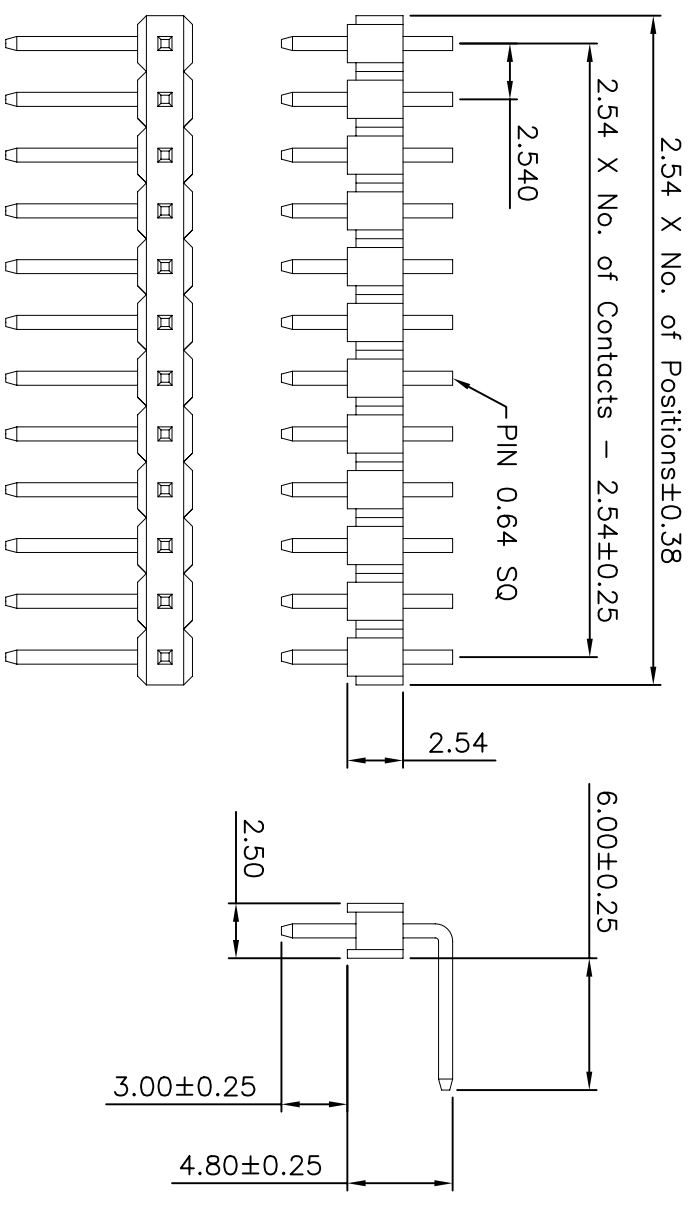 2.54 X No. of Positions±0.38
2.54 X No. of Contacts - 2.54±0.25
2.540
PIN 0.64 SQ
2.54
6.00±0.25
2.50
3.00±0.25
4.80±0.25